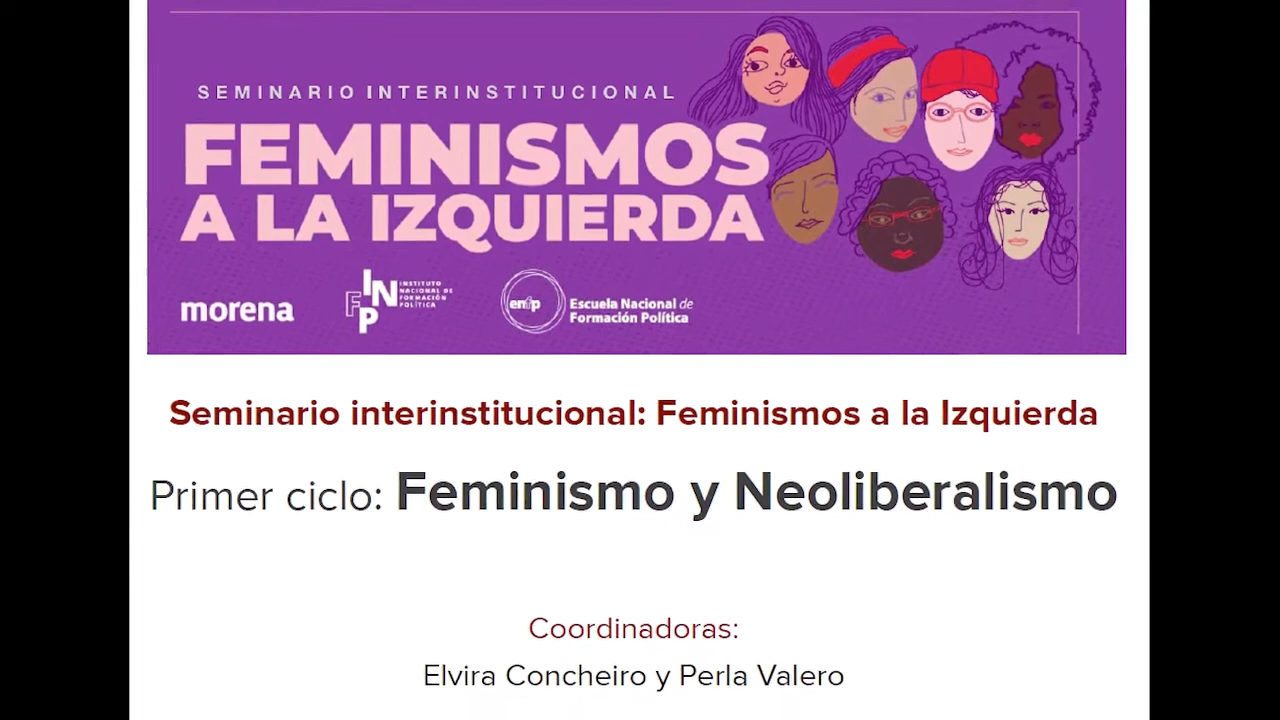 SEMINARIO INTERINSTITUCIONAL
FEMINISMOS
A LA IZQUIERDA
morena
INFP
INSTITUTO
NACIONAL DE
FORMACIÓN
POLÍTICA
enfp
Escuela Nacional de
Formación Política
Seminario interinstitucional: Feminismos a la Izquierda
Primer ciclo: Feminismo y Neoliberalismo
Coordinadoras:
Elvira Concheiro y Perla Valero